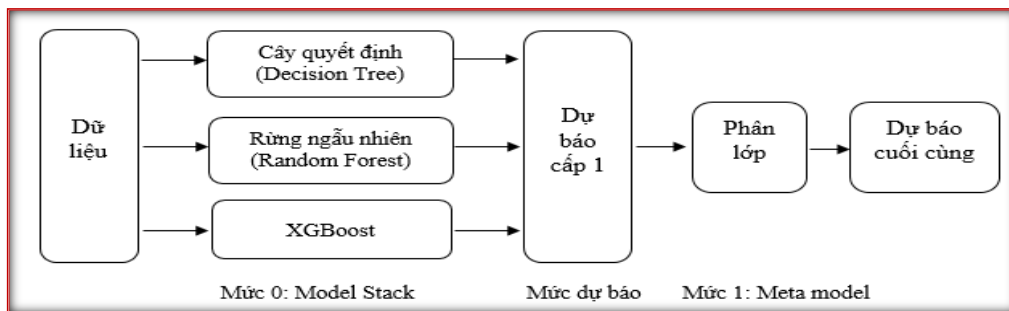 Dữ
liệu
Cây quyết định
(Decision Tree)
Rừng ngẫu nhiên
(Random Forest)
XGBoost
Dự
báo
cấp 1
Phân
lớp
Dự báo
cuối cùng
Mức 0: Model Stack
Mức dự báo
Mức 1: Meta model